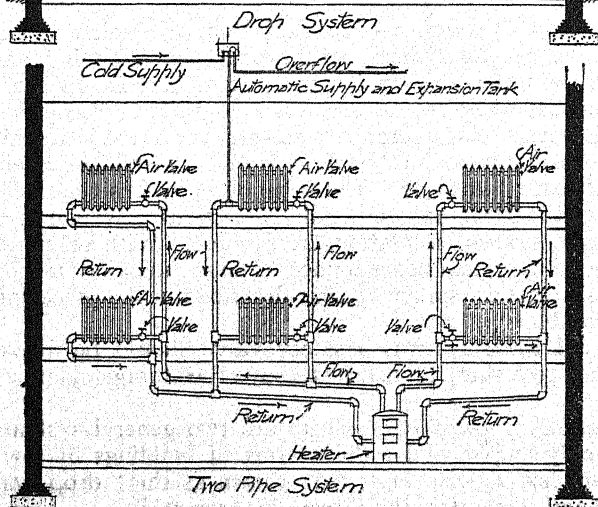 Drop System
Cold Supply
Overflow
Automatic Supply and Expansion Tank
Air Valve
Valve
Air Valve
Valve
Air
Valve
Valve
Return
Flow
Return
Flow
Flow
Return
Air Valve
Valve
Air Valve
Valve
Air
Valve
Valve
Flow
Flow
Return
Return
Heater
Two Pipe System